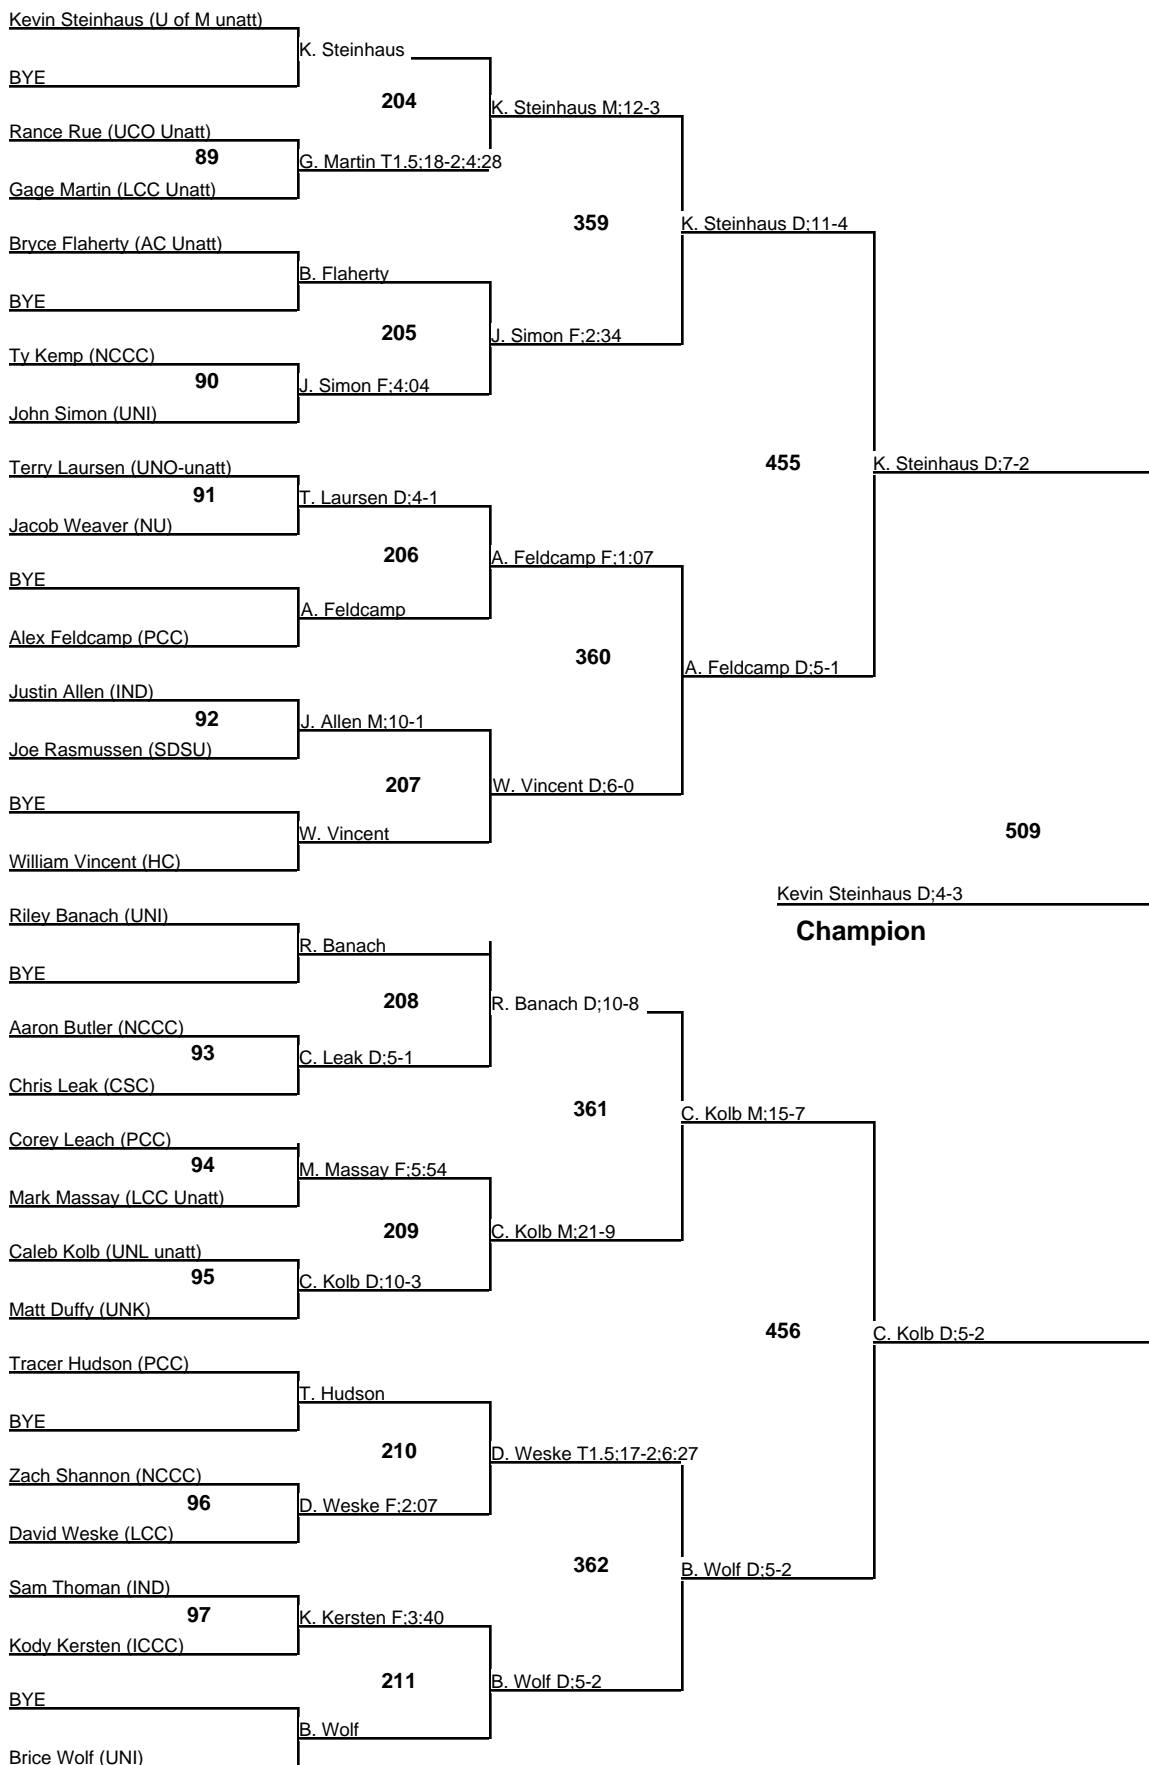 Kevin Steinhaus (U of M unatt)
K. Steinhaus
BYE
204
K. Steinhaus M;12-3
Rance Rue (UCO Unatt)
89
G. Martin T1.5;18-2;4:28
Gage Martin (LCC Unatt)
359
K. Steinhaus D;11-4
Bryce Flaherty (AC Unatt)
B. Flaherty
BYE
205
J. Simon F;2:34
Ty Kemp (NCCC)
90
J. Simon F;4:04
John Simon (UNI)
455
K. Steinhaus D;7-2
Terry Laursen (UNO-unatt)
91
T. Laursen D;4-1
Jacob Weaver (NU)
206
A. Feldcamp F;1:07
BYE
A. Feldcamp
Alex Feldcamp (PCC)
360
A. Feldcamp D;5-1
Justin Allen (IND)
92
J. Allen M;10-1
Joe Rasmussen (SDSU)
207
W. Vincent D;6-0
BYE
W. Vincent
William Vincent (HC)
509
Kevin Steinhaus D;4-3
Champion
Riley Banach (UNI)
R. Banach
BYE
208
R. Banach D;10-8
Aaron Butler (NCCC)
93
C. Leak D;5-1
Chris Leak (CSC)
361
C. Kolb M;15-7
Corey Leach (PCC)
94
M. Massay F;5:54
Mark Massay (LCC Unatt)
209
C. Kolb M;21-9
Caleb Kolb (UNL unatt)
95
C. Kolb D;10-3
Matt Duffy (UNK)
456
C. Kolb D;5-2
Tracer Hudson (PCC)
T. Hudson
BYE
210
D. Weske T1.5;17-2;6:27
Zach Shannon (NCCC)
96
D. Weske F;2:07
David Weske (LCC)
362
B. Wolf D;5-2
Sam Thoman (IND)
97
K. Kersten F;3:40
Kody Kersten (ICCC)
211
B. Wolf D;5-2
BYE
B. Wolf
Brice Wolf (UNI)